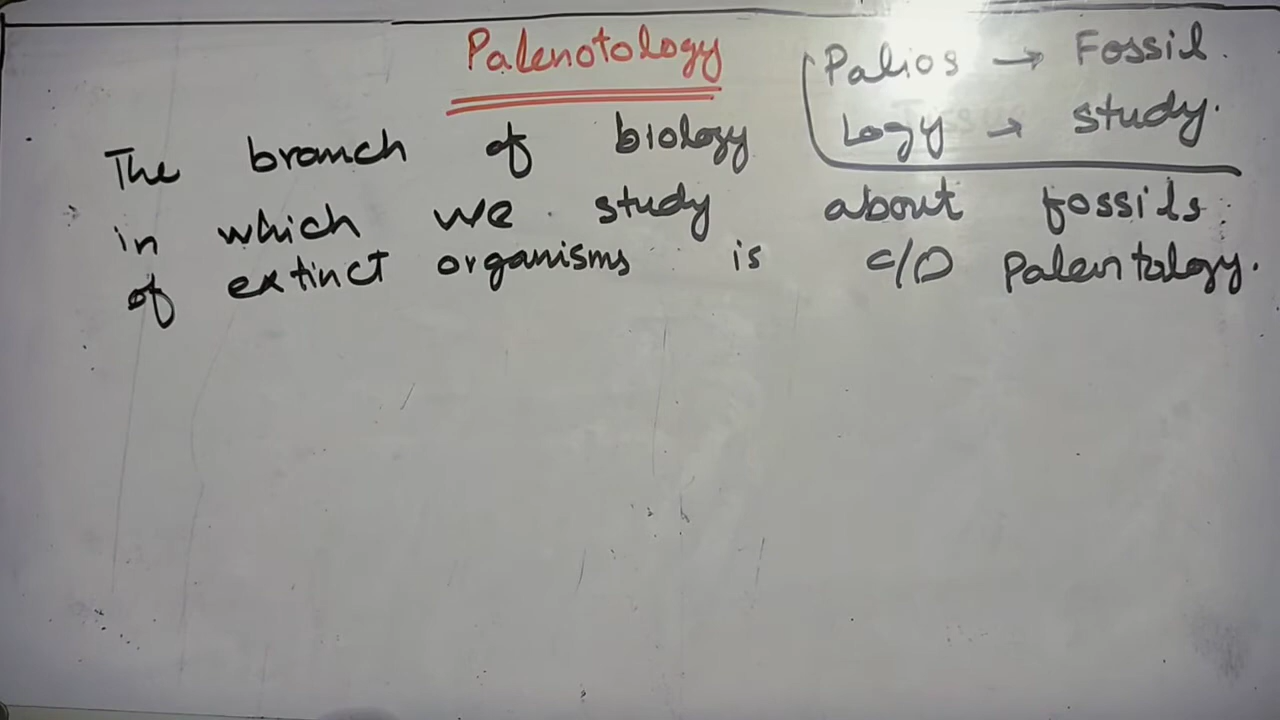 Palenotology
Palios → Fossil.
Logy → study.
The branch of biology
in which we study about fossils
of extinct organisms is c/D Palentology.